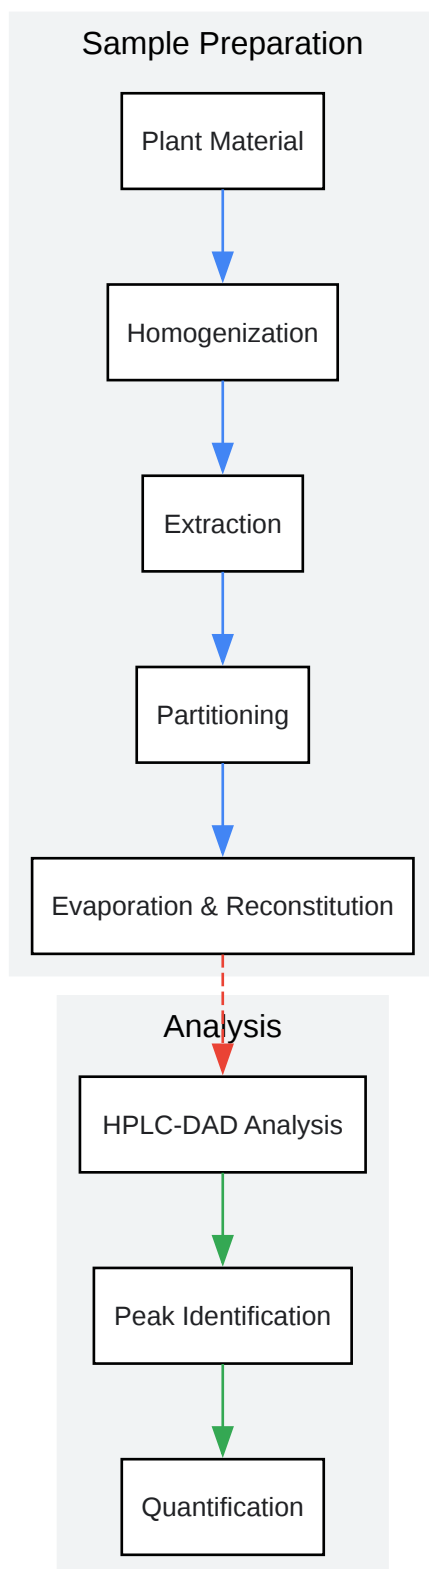 Sample Preparation
Plant Material
Homogenization
Extraction
Partitioning
Evaporation & Reconstitution
Analysis
HPLC-DAD Analysis
Peak Identification
Quantification